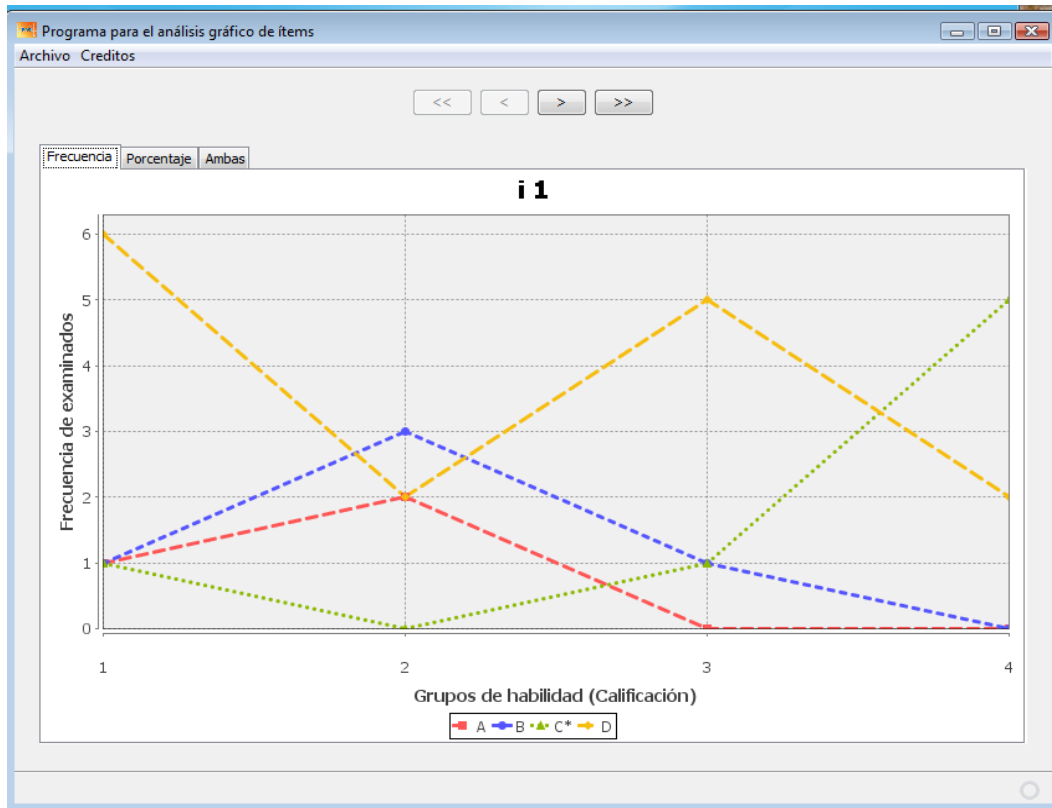 Programa para el análisis gráfico de ítems
Archivo Creditos
<< < > >>
Frecuencia Porcentaje Ambas
i 1
Frecuencia de examinados
6
5
4
3
2
1
0
1 2 3 4
Grupos de habilidad (Calificación)
A B C* D